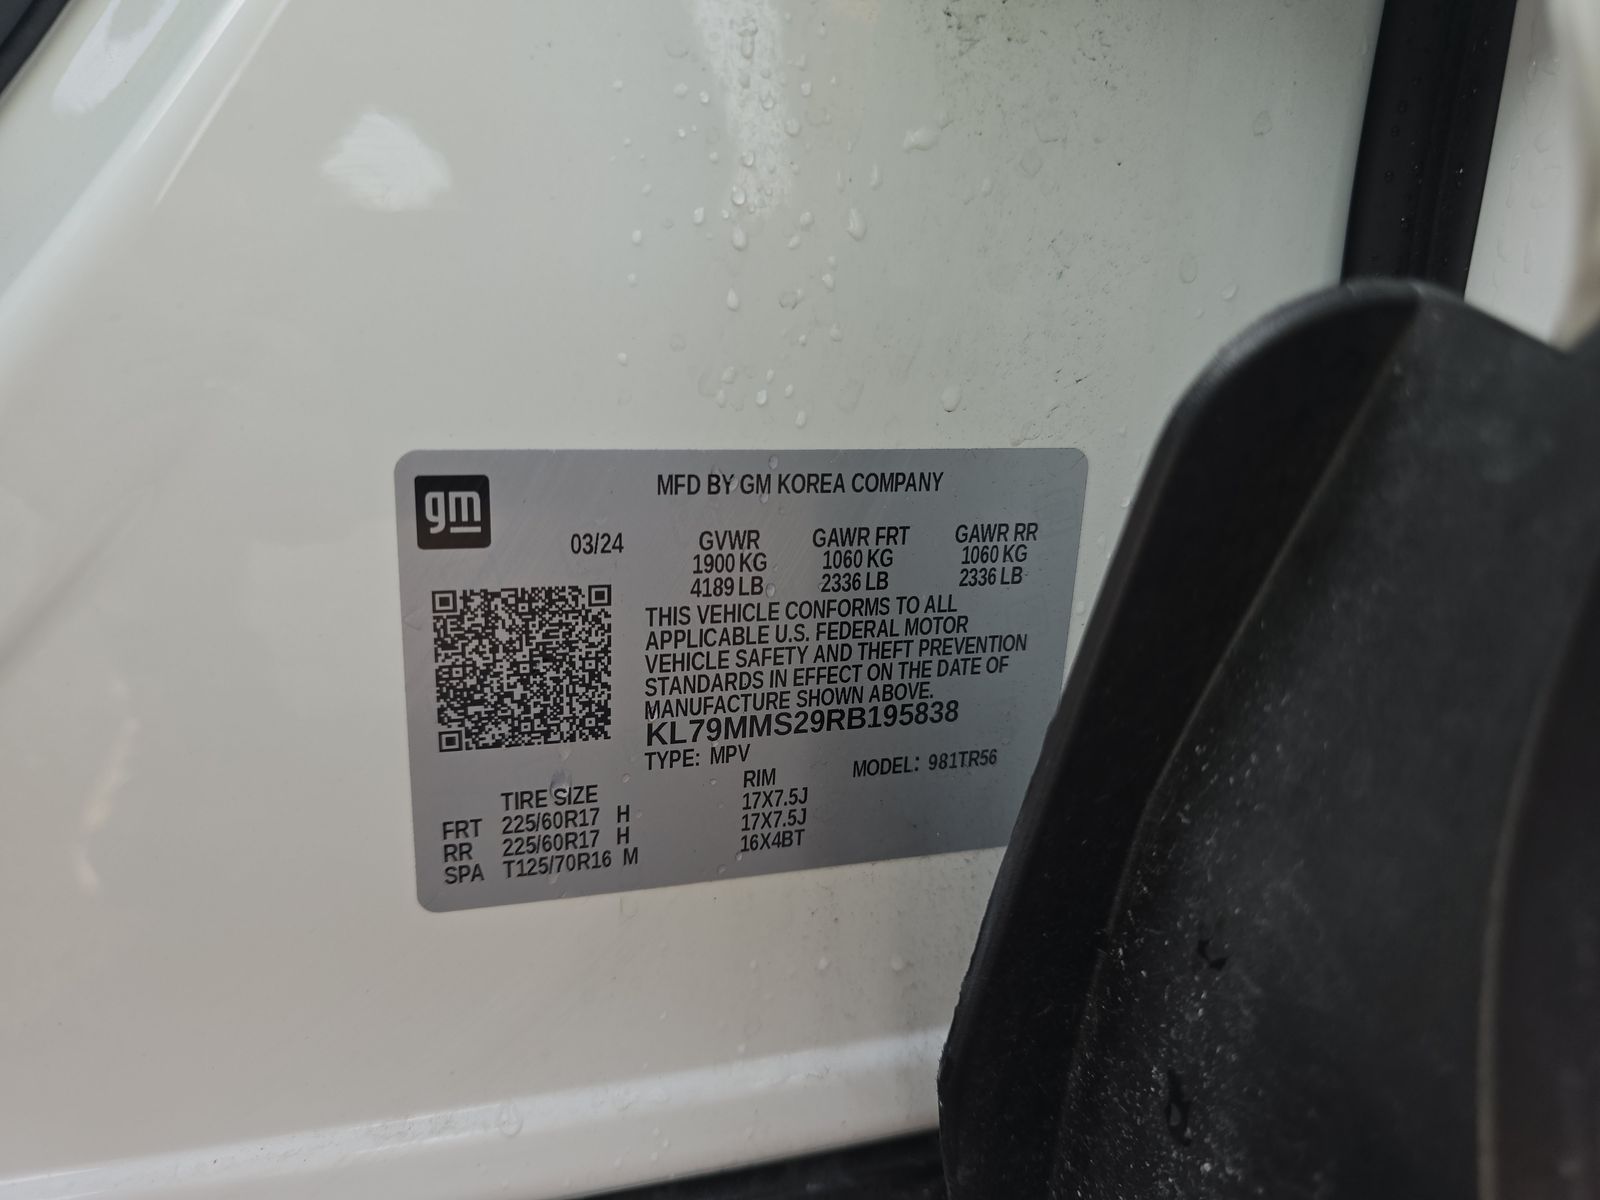 gm
MFD BY GM KOREA COMPANY
03/24 GVWR GAWR FRT GAWR RR
1900 KG 1060 KG 1060 KG
4189 LB 2336 LB 2336 LB
THIS VEHICLE CONFORMS TO ALL
APPLICABLE U.S. FEDERAL MOTOR
VEHICLE SAFETY AND THEFT PREVENTION
STANDARDS IN EFFECT ON THE DATE OF
MANUFACTURE SHOWN ABOVE.
KL79MMS29RB195838
TYPE: MPV MODEL: 981TR56
TIRE SIZE RIM
FRT 225/60R17 H 17X7.5J
RR 225/60R17 H 17X7.5J
SPA T125/70R16 M 16X4BT